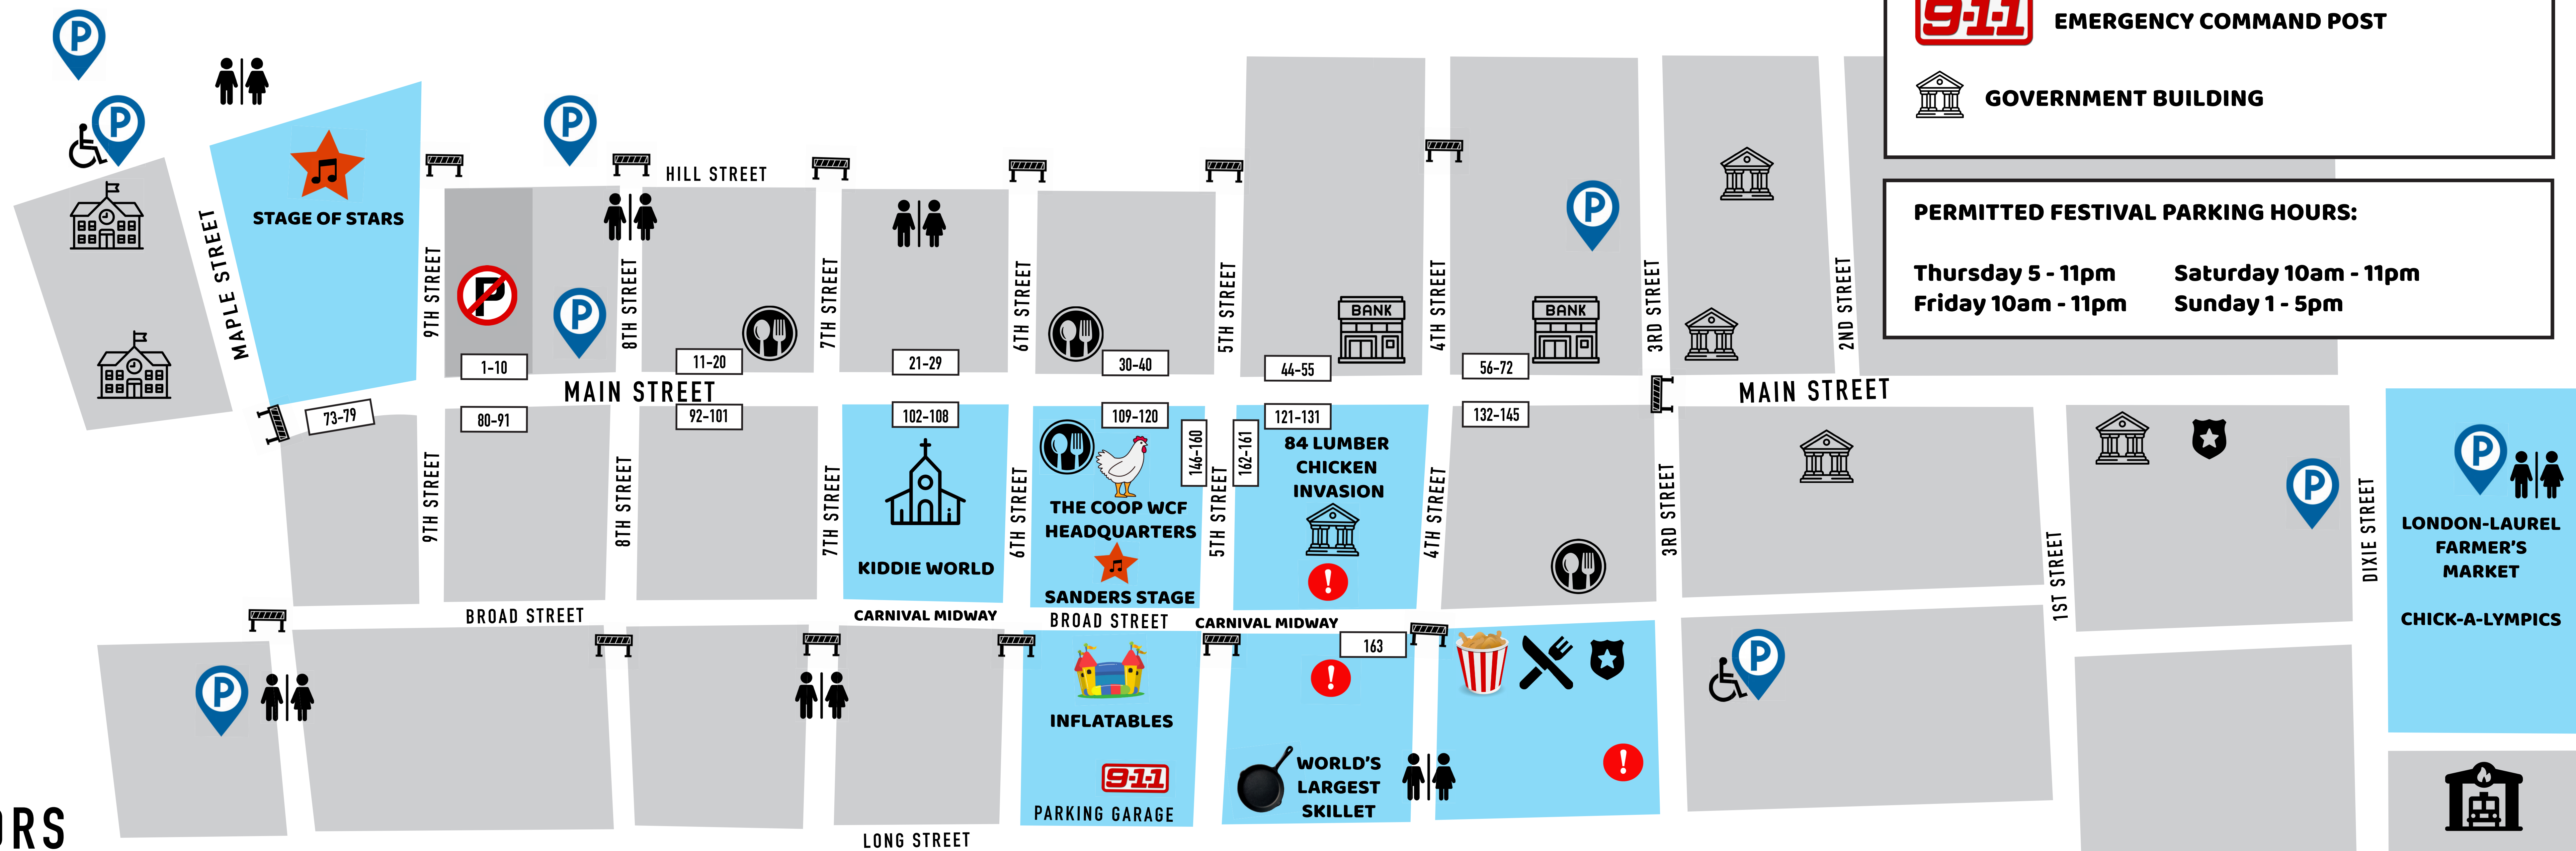 9-1-1 EMERGENCY COMMAND POST
GOVERNMENT BUILDING
PERMITTED FESTIVAL PARKING HOURS:
Thursday 5 - 11pm
Saturday 10am - 11pm
Friday 10am - 11pm
Sunday 1 - 5pm
P
P
P
P
P
P
HILL STREET
STAGE OF STARS
MAPLE STREET
9TH STREET
8TH STREET
7TH STREET
6TH STREET
5TH STREET
4TH STREET
3RD STREET
2ND STREET
BANK
BANK
1-10
11-20
21-29
30-40
44-55
56-72
MAIN STREET
MAIN STREET
73-79
80-91
92-101
102-108
109-120
121-131
132-145
146-160
162-161
9TH STREET
8TH STREET
7TH STREET
6TH STREET
5TH STREET
4TH STREET
3RD STREET
1ST STREET
DIXIE STREET
KIDDIE WORLD
THE COOP WCF
HEADQUARTERS
SANDERS STAGE
84 LUMBER
CHICKEN
INVASION
!
P
P
LONDON-LAUREL
FARMER'S
MARKET
CHICK-A-LYMPICS
BROAD STREET
CARNIVAL MIDWAY
BROAD STREET
CARNIVAL MIDWAY
163
P
INFLATABLES
9-1-1
PARKING GARAGE
!
WORLD'S
LARGEST
SKILLET
!
P
LONG STREET
ORS